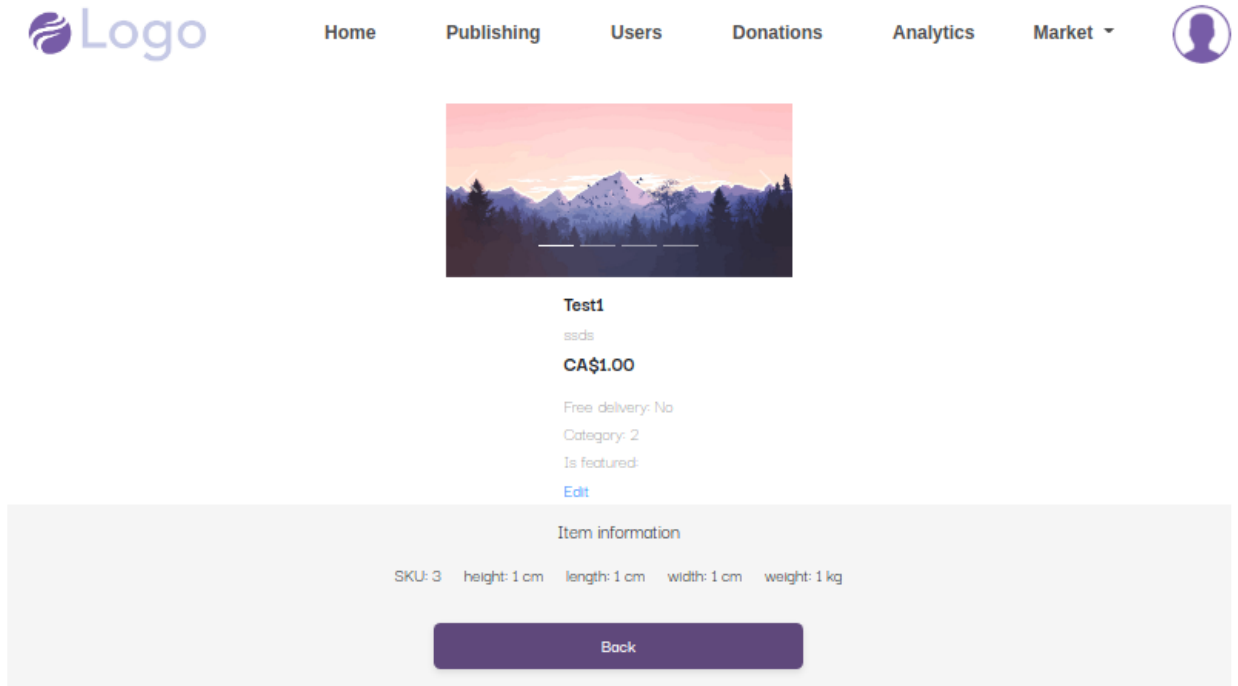 Logo Home Publishing Users Donations Analytics Market
Test1
ssds
CA$1.00
Free delivery: No
Category: 2
Is featured:
Edit
Item information
SKU: 3 height: 1 cm length: 1 cm width: 1 cm weight: 1 kg
Back